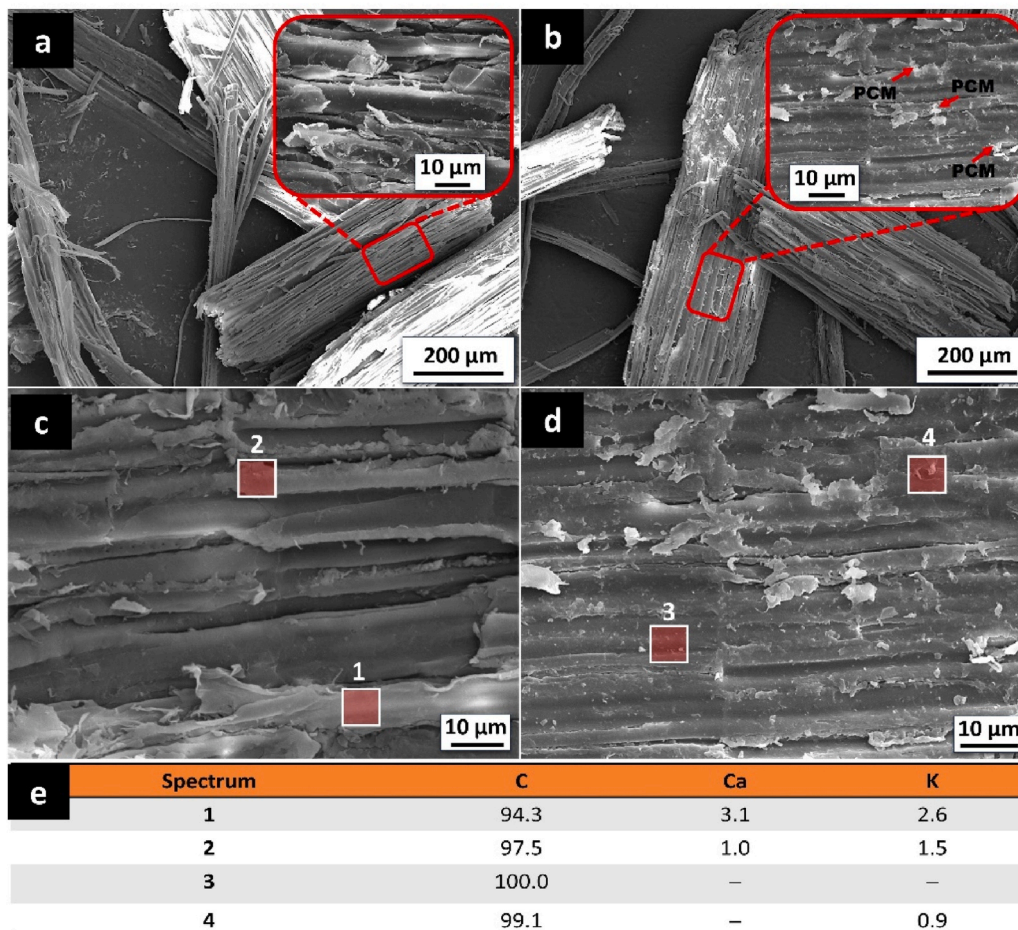 a
b
PCM
PCM
PCM
10 µm
10 µm
200 µm
200 µm
c
d
2
4
3
1
10 µm
10 µm
e
Spectrum C Ca K
1 94.3 3.1 2.6
2 97.5 1.0 1.5
3 100.0 – –
4 99.1 – 0.9